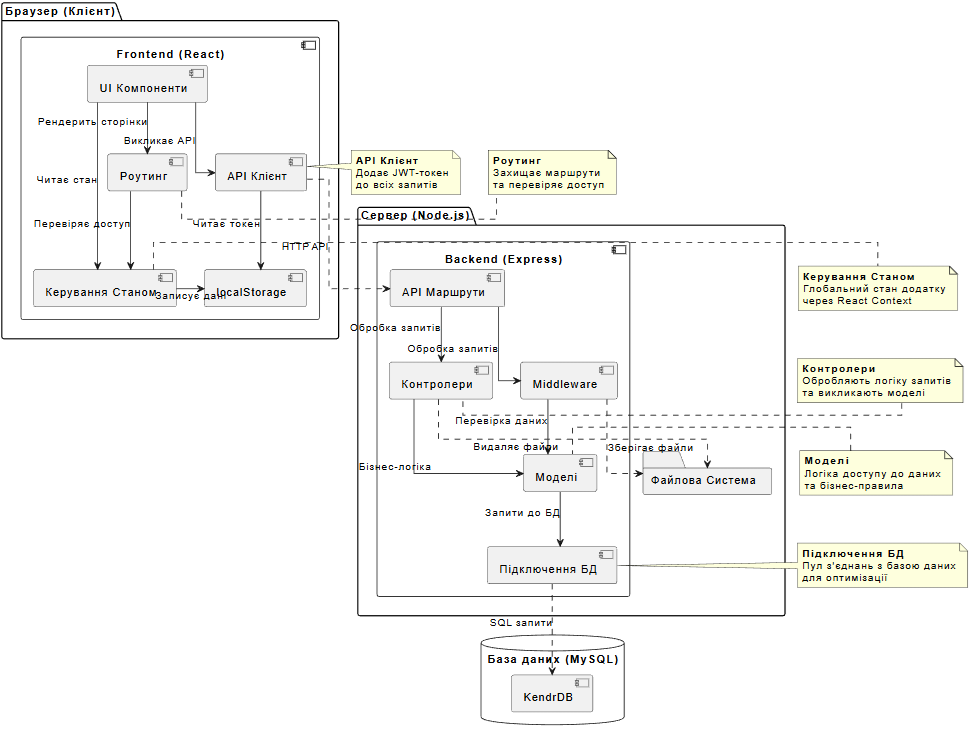 Браузер (Клієнт)
Frontend (React)
UI Компоненти
Рендерить сторінки
Викликає API
Читає стан
Роутинг
API Клієнт
API Клієнт
Додає JWT-токен
до всіх запитів
Роутинг
Захищає маршрути
та перевіряє доступ
Перевіряє доступ
Читає токен
HTTP API
Керування Станом
Записує дані
localStorage
Сервер (Node.js)
Backend (Express)
API Маршрути
Керування Станом
Глобальний стан додатку
через React Context
Обробка запитів
Обробка запитів
Контролери
Middleware
Контролери
Обробляють логіку запитів
та викликають моделі
Перевірка даних
Видаляє файли
Зберігає файли
Бізнес-логіка
Моделі
Файлова Система
Моделі
Логіка доступу до даних
та бізнес-правила
Запити до БД
Підключення БД
Підключення БД
Пул з'єднань з базою даних
для оптимізації
SQL запити
База даних (MySQL)
KendrDB